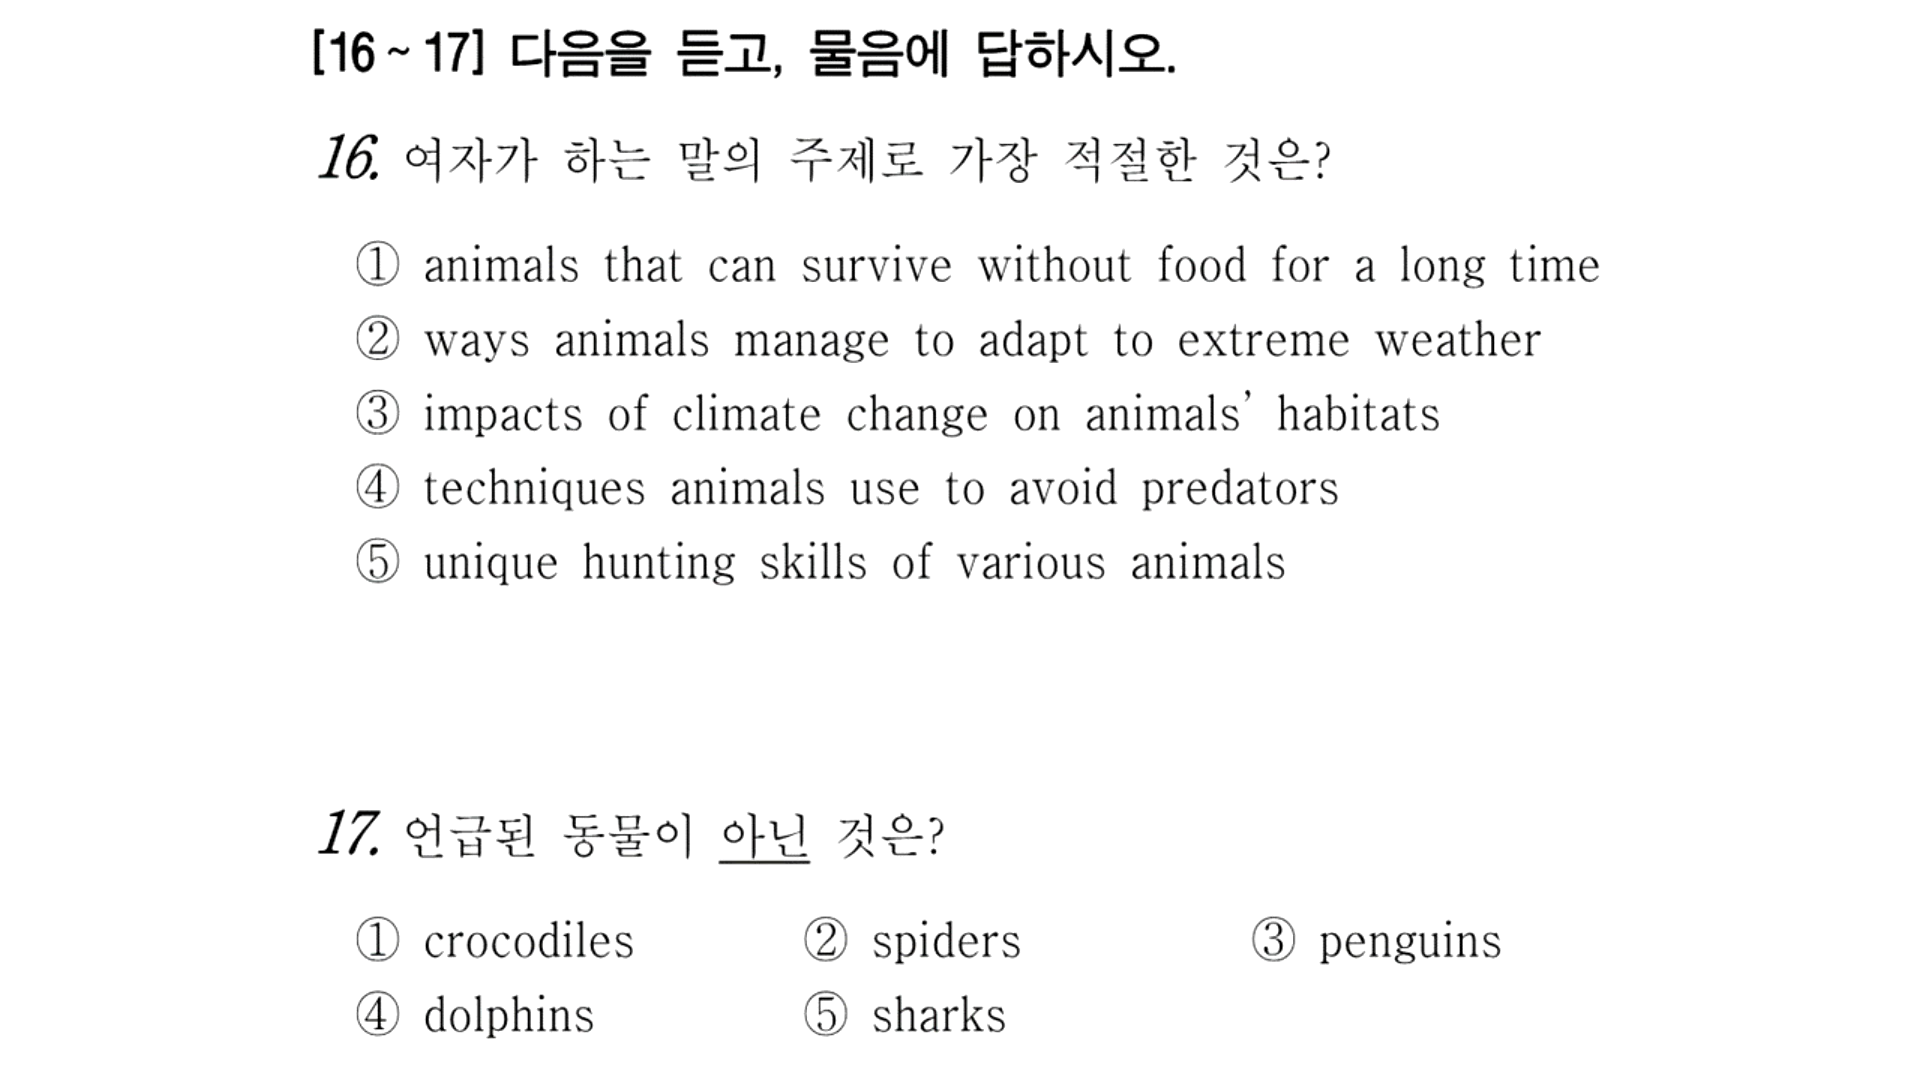 [16~17] 다음을 듣고, 물음에 답하시오.
16. 여자가 하는 말의 주제로 가장 적절한 것은?
① animals that can survive without food for a long time
② ways animals manage to adapt to extreme weather
③ impacts of climate change on animals’ habitats
④ techniques animals use to avoid predators
⑤ unique hunting skills of various animals
17. 언급된 동물이 아닌 것은?
① crocodiles ② spiders ③ penguins
④ dolphins ⑤ sharks